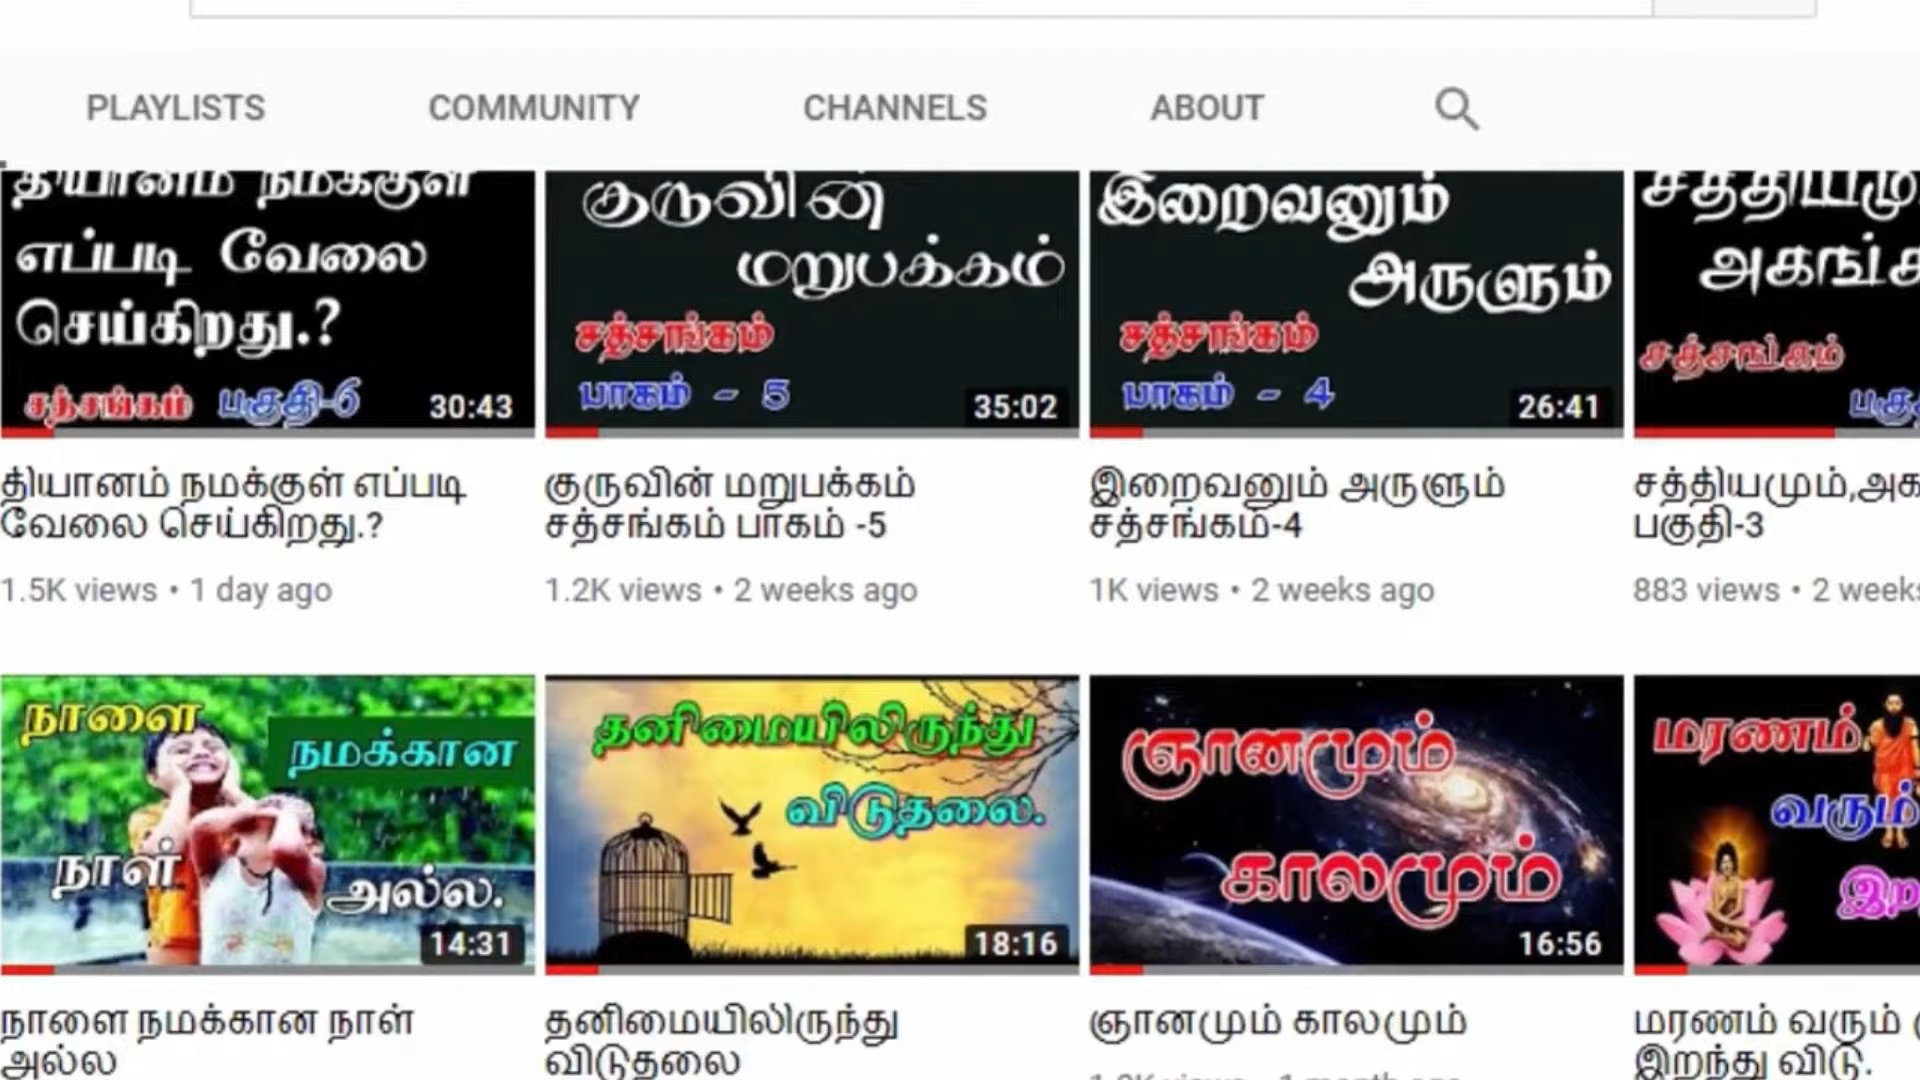 PLAYLISTS COMMUNITY CHANNELS ABOUT
தியானம் நமக்குள்
எப்படி வேலை
செய்கிறது.?
சத்சங்கம் பகுதி-6
30:43
குருவின்
மறுபக்கம்
சத்சங்கம்
பாகம் - 5
35:02
இறைவனும்
அருளும்
சத்சங்கம்
பாகம் - 4
26:41
சத்சங்கம்
தியானம் நமக்குள் எப்படி
வேலை செய்கிறது.?
1.5K views • 1 day ago
குருவின் மறுபக்கம்
சத்சங்கம் பாகம் -5
1.2K views • 2 weeks ago
இறைவனும் அருளும்
சத்சங்கம்-4
1K views • 2 weeks ago
சத்தியமும்,அக
பகுதி-3
883 views • 2 weeks
நாளை
நமக்கான
நாள்
அல்ல.
14:31
தனிமையிலிருந்து
விடுதலை.
18:16
ஞானமும்
காலமும்
16:56
மரணம்
வரும்
இற
நாளை நமக்கான நாள்
அல்ல
தனிமையிலிருந்து
விடுதலை
ஞானமும் காலமும்
மரணம் வரும்
இறந்து விடு.